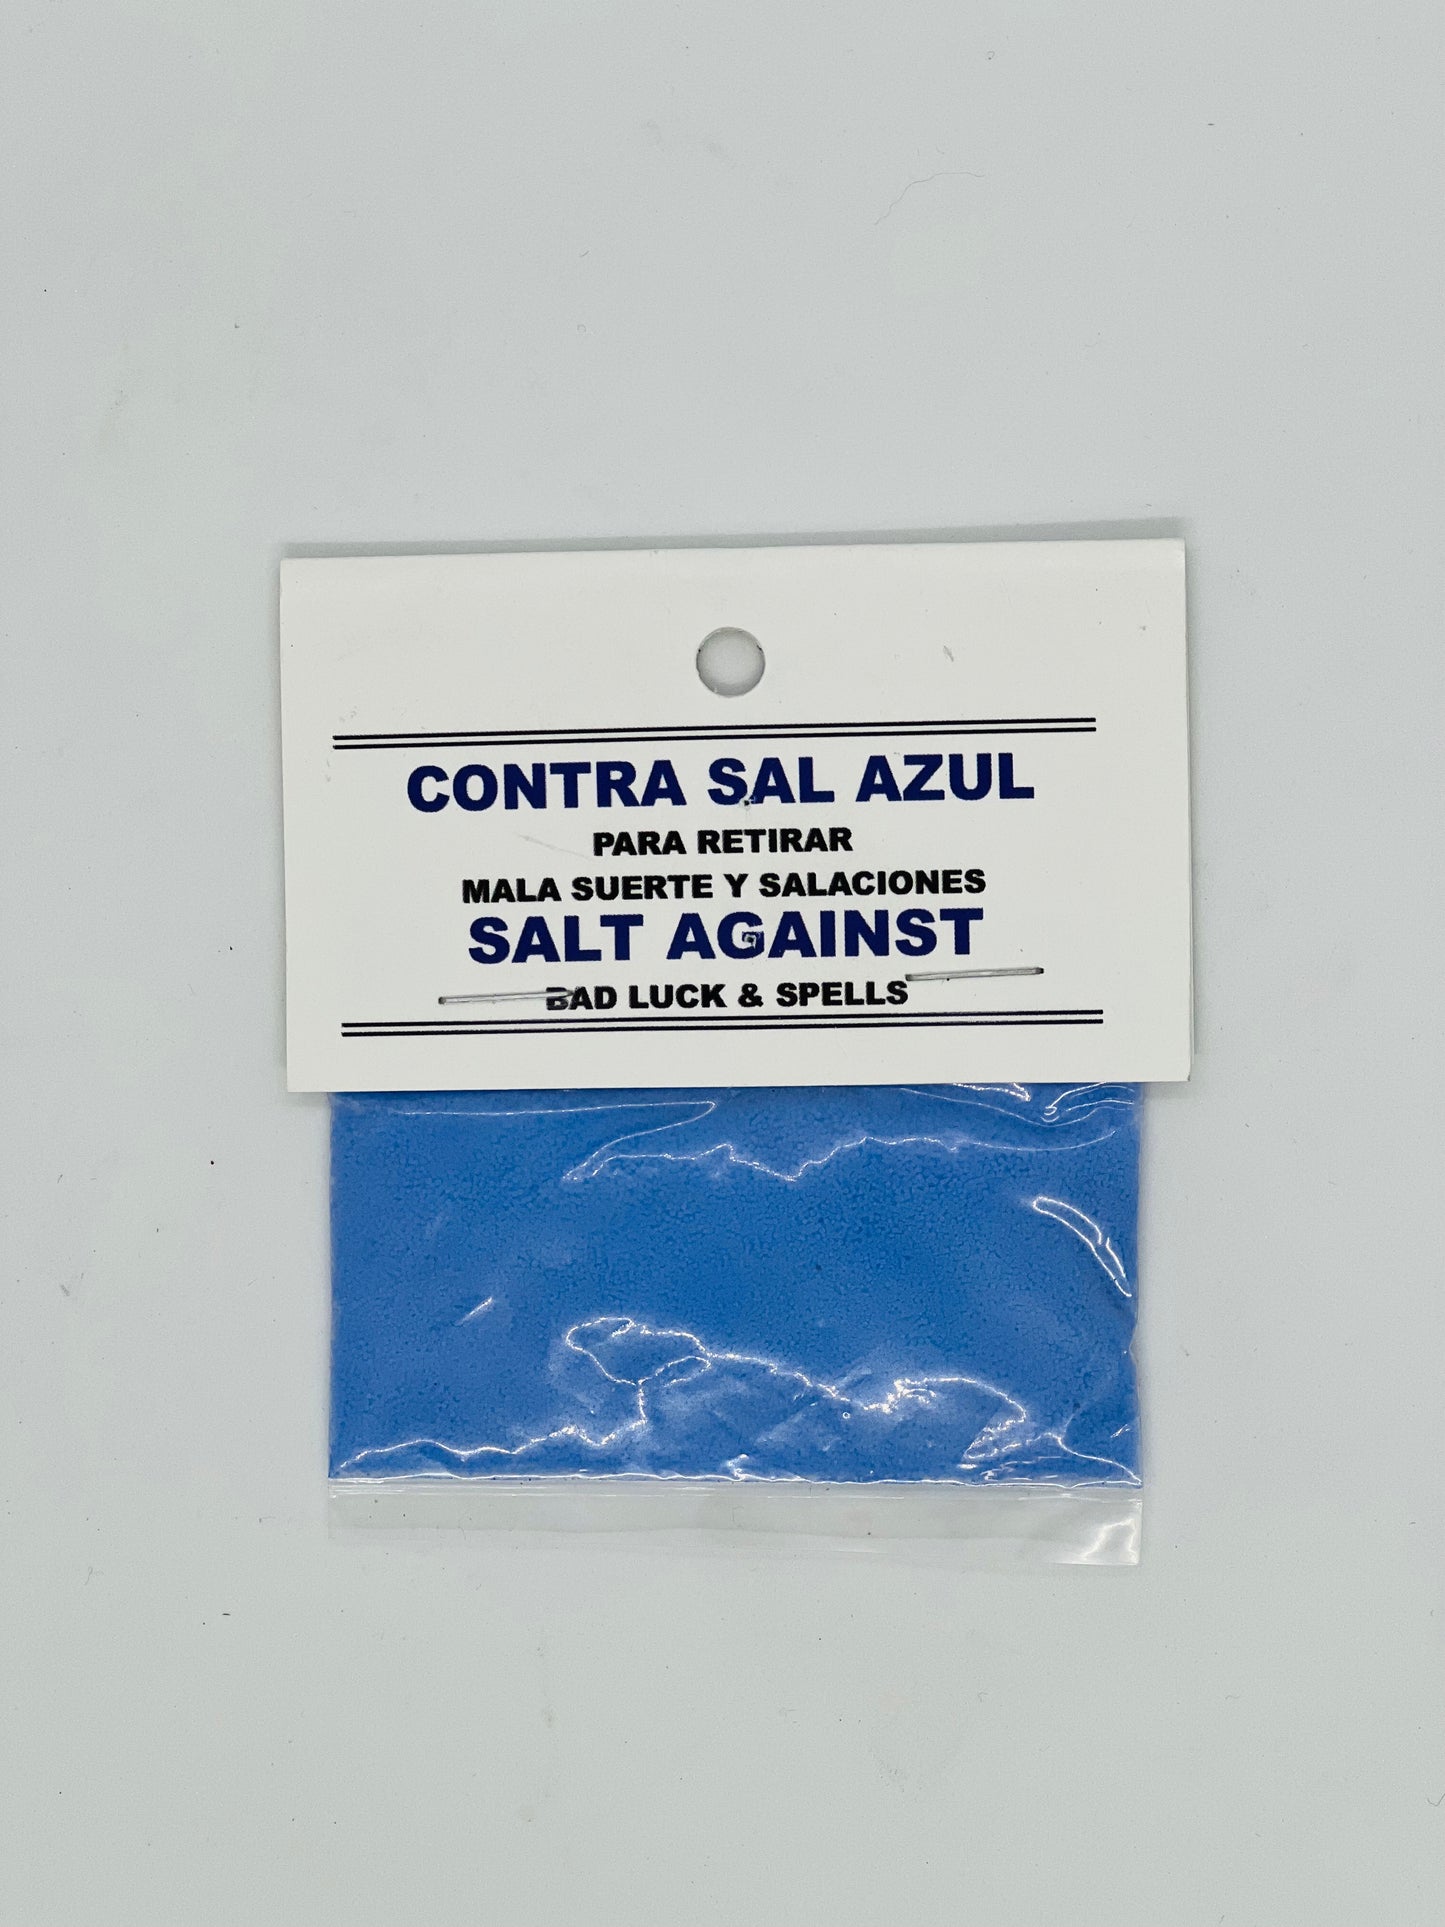 CONTRA SAL AZUL
PARA RETIRAR
MALA SUERTE Y SALACIONES
SALT AGAINST
BAD LUCK & SPELLS